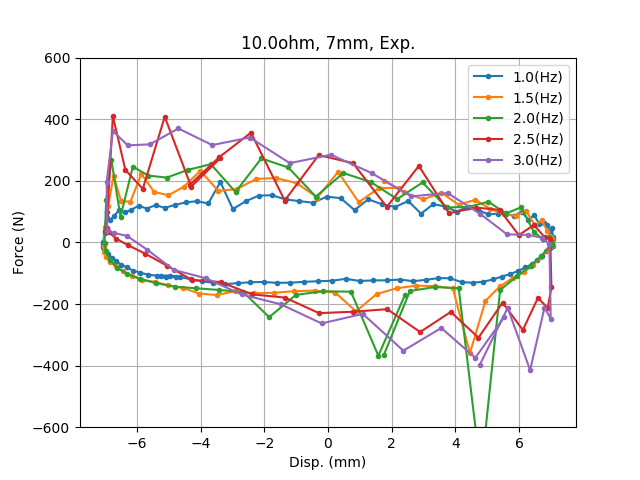 10.0ohm, 7mm, Exp.
600
400
200
0
−200
−400
−600
Force (N)
1.0(Hz)
1.5(Hz)
2.0(Hz)
2.5(Hz)
3.0(Hz)
−6 −4 −2 0 2 4 6
Disp. (mm)